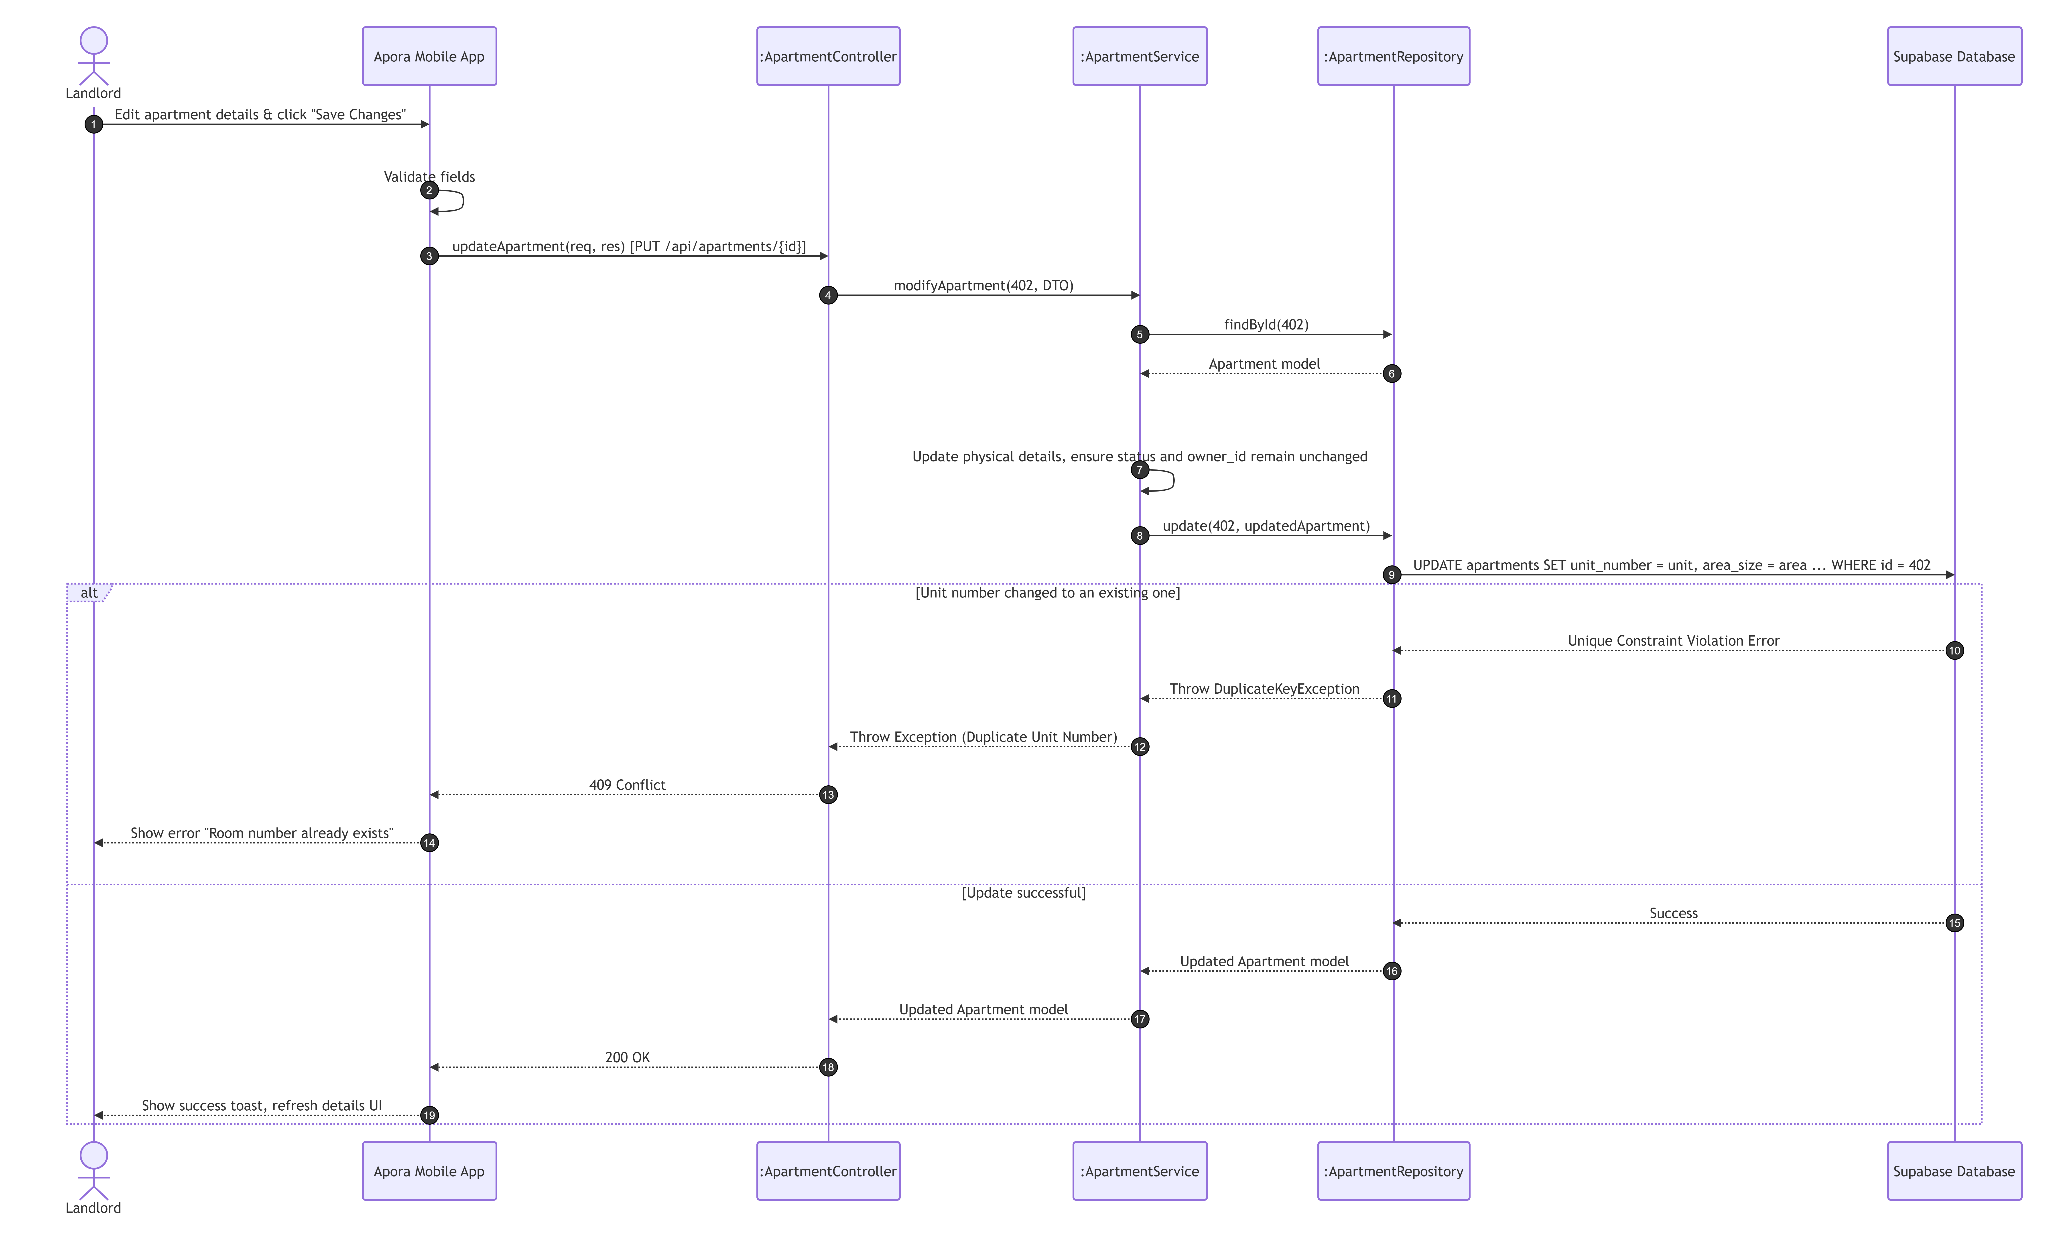 Landlord
Apora Mobile App
:ApartmentController
:ApartmentService
:ApartmentRepository
Supabase Database
1
Edit apartment details & click "Save Changes"
Validate fields
2
3
updateApartment(req, res) [PUT /api/apartments/{id}]
4
modifyApartment(402, DTO)
5
findById(402)
Apartment model
6
Update physical details, ensure status and owner_id remain unchanged
7
8
update(402, updatedApartment)
9
UPDATE apartments SET unit_number = unit, area_size = area ... WHERE id = 402
alt
[Unit number changed to an existing one]
Unique Constraint Violation Error
10
Throw DuplicateKeyException
11
Throw Exception (Duplicate Unit Number)
12
409 Conflict
13
Show error "Room number already exists"
14
[Update successful]
Success
15
Updated Apartment model
16
Updated Apartment model
17
200 OK
18
Show success toast, refresh details UI
19
Landlord
Apora Mobile App
:ApartmentController
:ApartmentService
:ApartmentRepository
Supabase Database